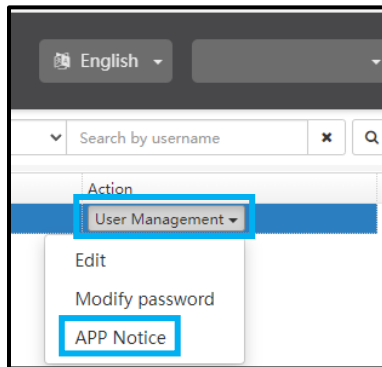 English
Search by username
Action
User Management
Edit
Modify password
APP Notice